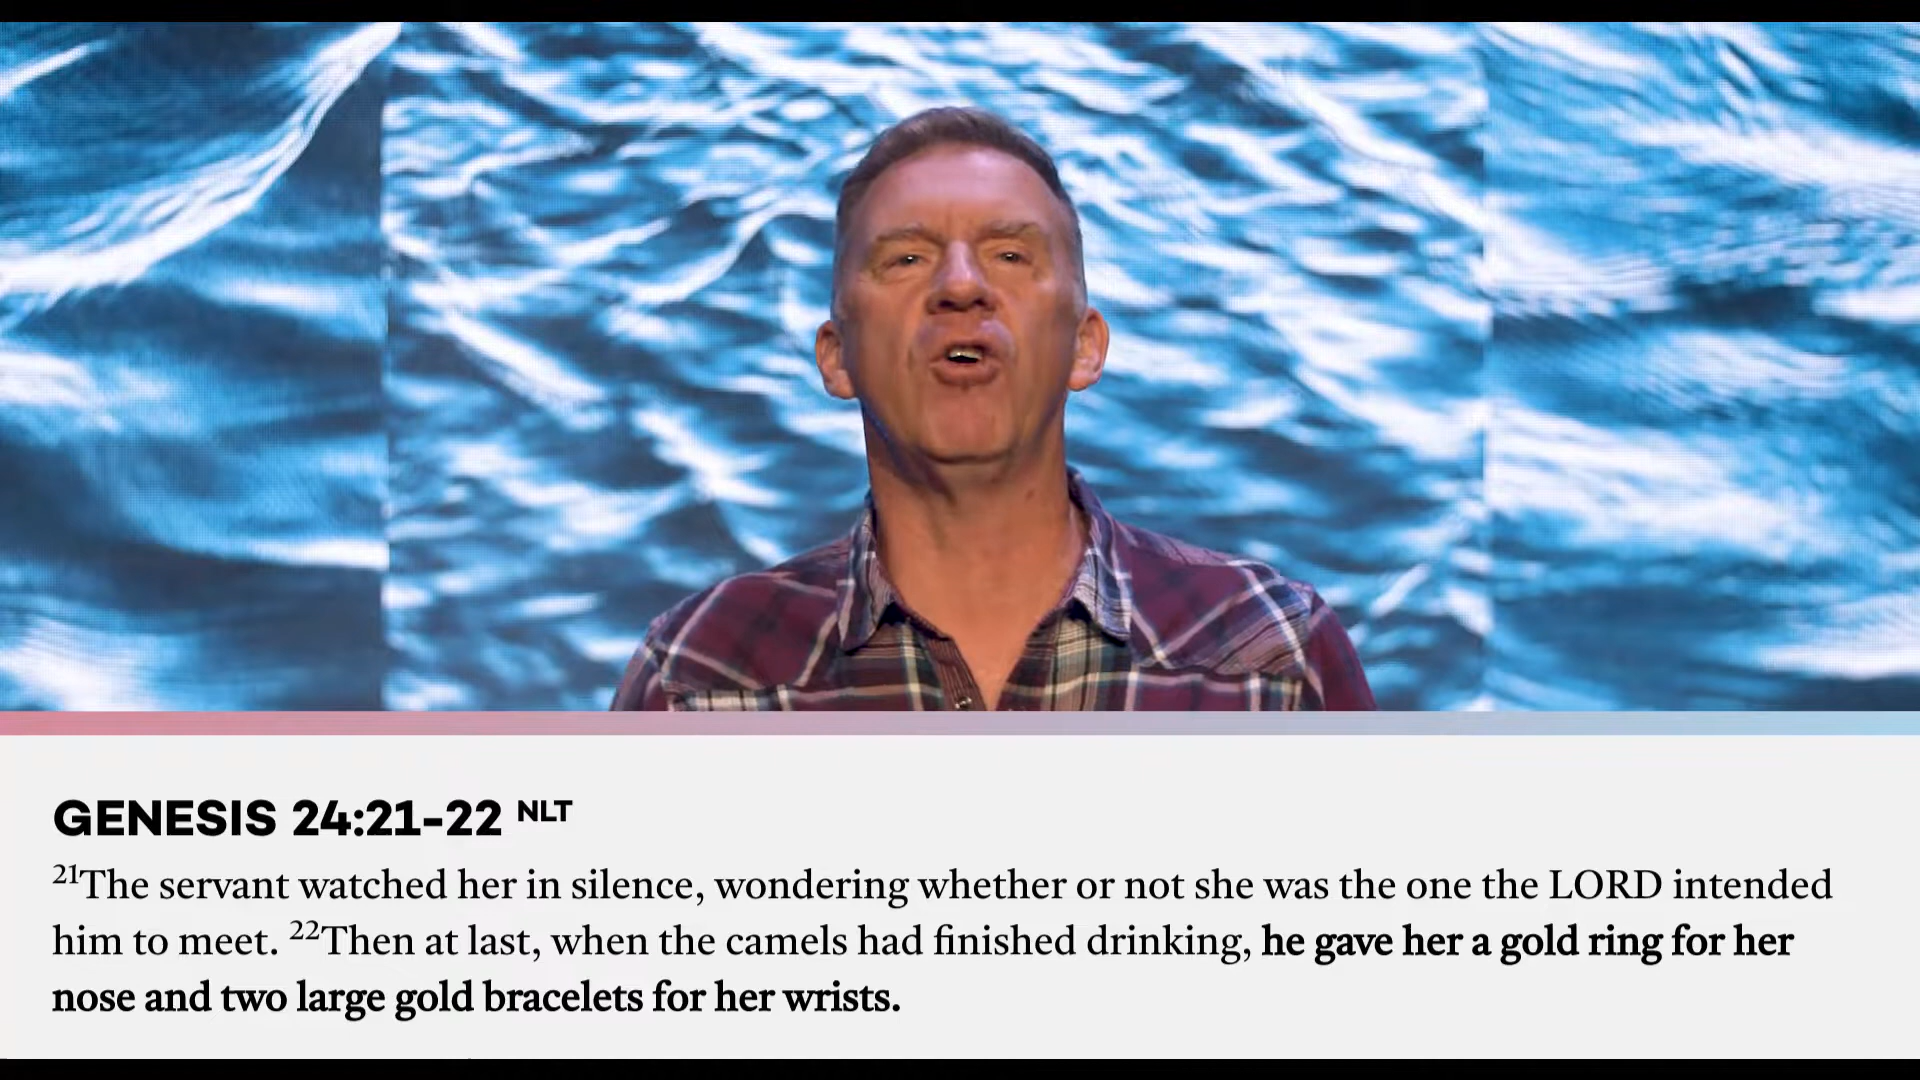 GENESIS 24:21-22 NLT
21The servant watched her in silence, wondering whether or not she was the one the LORD intended
him to meet. 22Then at last, when the camels had finished drinking, he gave her a gold ring for her
nose and two large gold bracelets for her wrists.